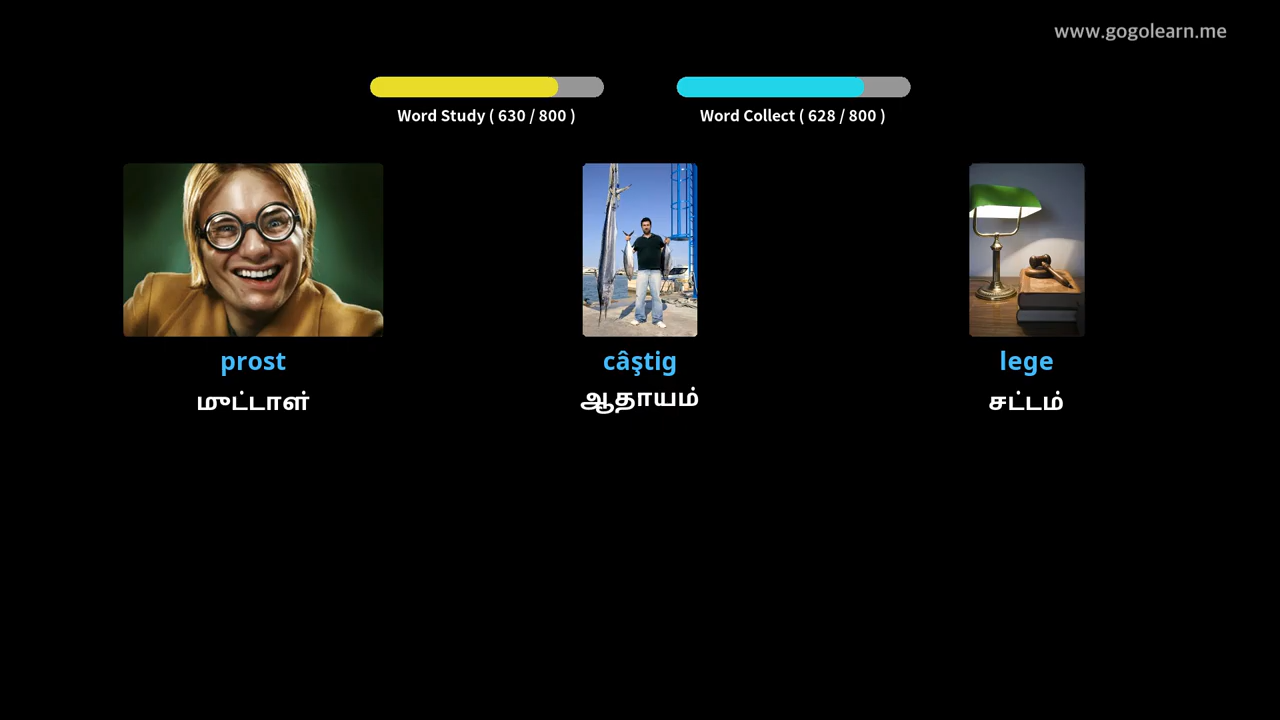 www.gogolearn.me
Word Study ( 630 / 800 )
Word Collect ( 628 / 800 )
prost
முட்டாள்
câştig
ஆதாயம்
lege
சட்டம்